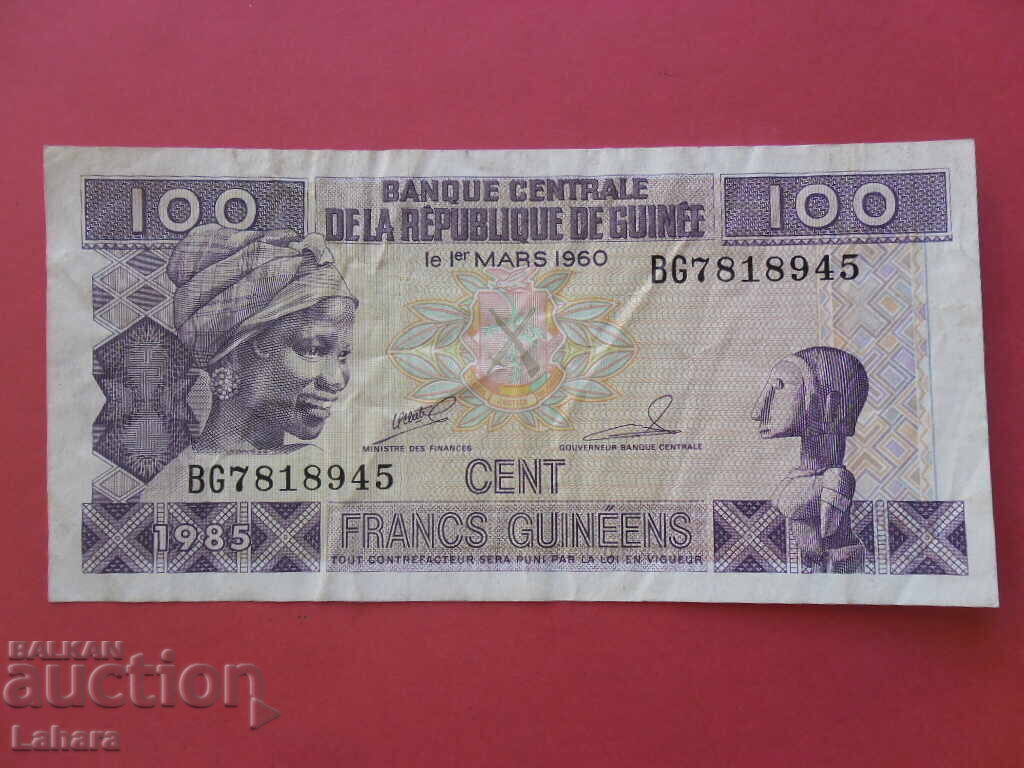 100
100
BANQUE CENTRALE
DE LA RÉPUBLIQUE DE GUINÉE
le 1er MARS 1960
BG7818945
MINISTRE DES FINANCES
GOUVERNEUR BANQUE CENTRALE
BG7818945
CENT
1985
FRANCS GUINÉENS
TOUT CONTREFACTEUR SERA PUNI PAR LA LOI EN VIGUEUR
BALKAN
auction
Lahara